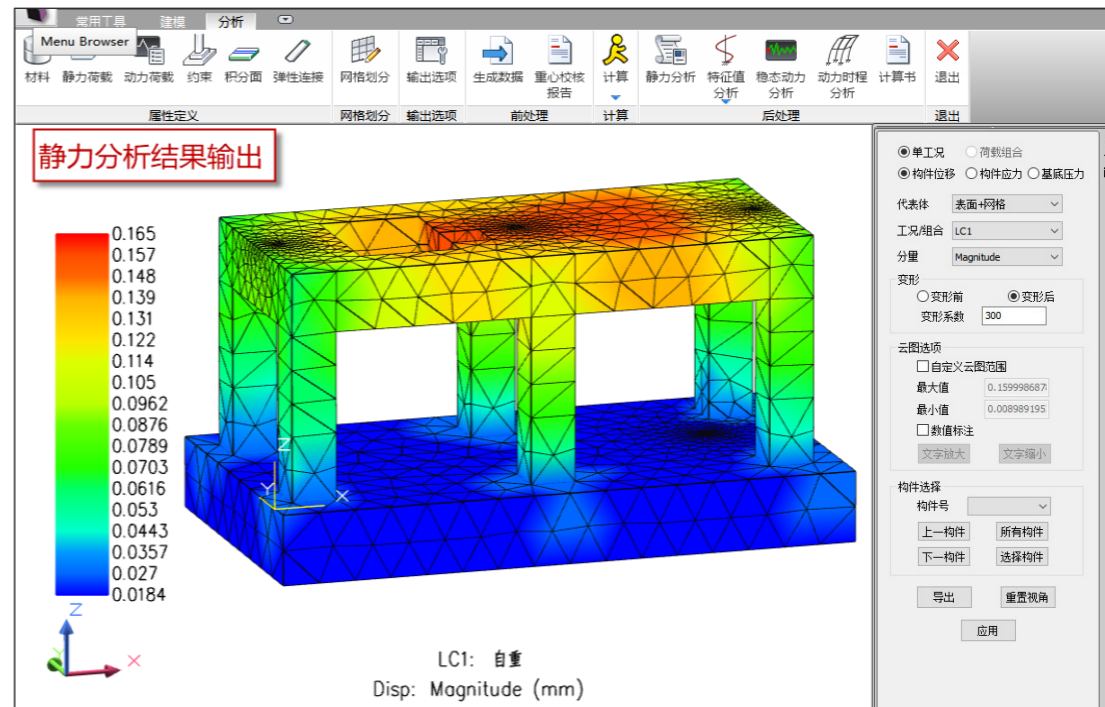 常用工具 建模 分析
Menu Browser
材料 静力荷载 动力荷载 约束 积分面 弹性连接 网格划分 输出选项 生成数据 重心校核报告 计算 静力分析 特征值分析 稳态动力分析 动力时程分析 计算书 退出
属性定义 网格划分 输出选项 前处理 计算 后处理 退出
静力分析结果输出
0.165
0.157
0.148
0.139
0.131
0.122
0.114
0.105
0.0962
0.0876
0.0789
0.0703
0.0616
0.053
0.0443
0.0357
0.027
0.0184
Z
Y
X
Z
X
LC1: 自重
Disp: Magnitude (mm)
单工况 荷载组合
构件位移 构件应力 基底压力
代表体 表面+网格
工况/组合 LC1
分量 Magnitude
变形
变形前 变形后
变形系数 300
云图选项
自定义云图范围
最大值 0.159998687
最小值 0.008989195
数值标注
文字放大 文字缩小
构件选择
构件号
上一构件 所有构件
下一构件 选择构件
导出 重置视角
应用